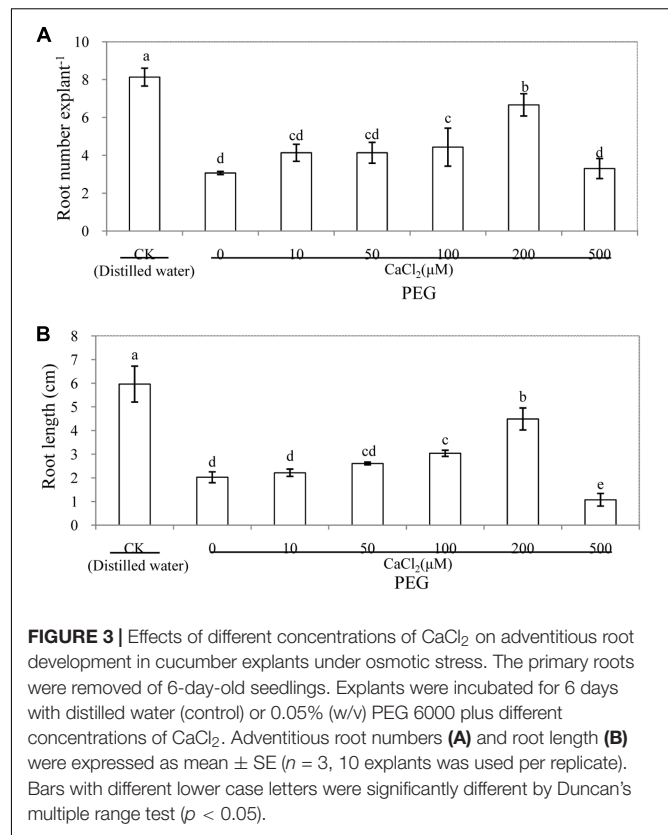 A
Root number explant⁻¹
10
8
6
4
2
0
a
d
cd
cd
c
b
d
CK
0
10
50
100
200
500
(Distilled water)
CaCl₂(µM)
PEG
B
Root length (cm)
8
7
6
5
4
3
2
1
0
a
d
d
cd
c
b
e
CK
0
10
50
100
200
500
(Distilled water)
CaCl₂(µM)
PEG
FIGURE 3 | Effects of different concentrations of CaCl₂ on adventitious root
development in cucumber explants under osmotic stress. The primary roots
were removed of 6-day-old seedlings. Explants were incubated for 6 days
with distilled water (control) or 0.05% (w/v) PEG 6000 plus different
concentrations of CaCl₂. Adventitious root numbers (A) and root length (B)
were expressed as mean ± SE (n = 3, 10 explants was used per replicate).
Bars with different lower case letters were significantly different by Duncan's
multiple range test (p < 0.05).